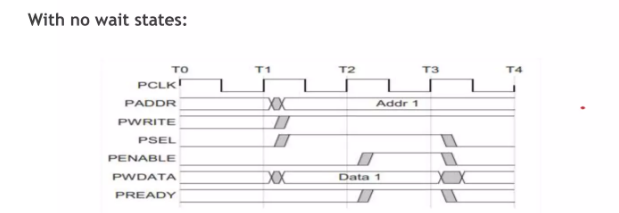 With no wait states:
T0 T1 T2 T3 T4
PCLK
PADDR Addr 1
PWRITE
PSEL
PENABLE
PWDATA Data 1
PREADY